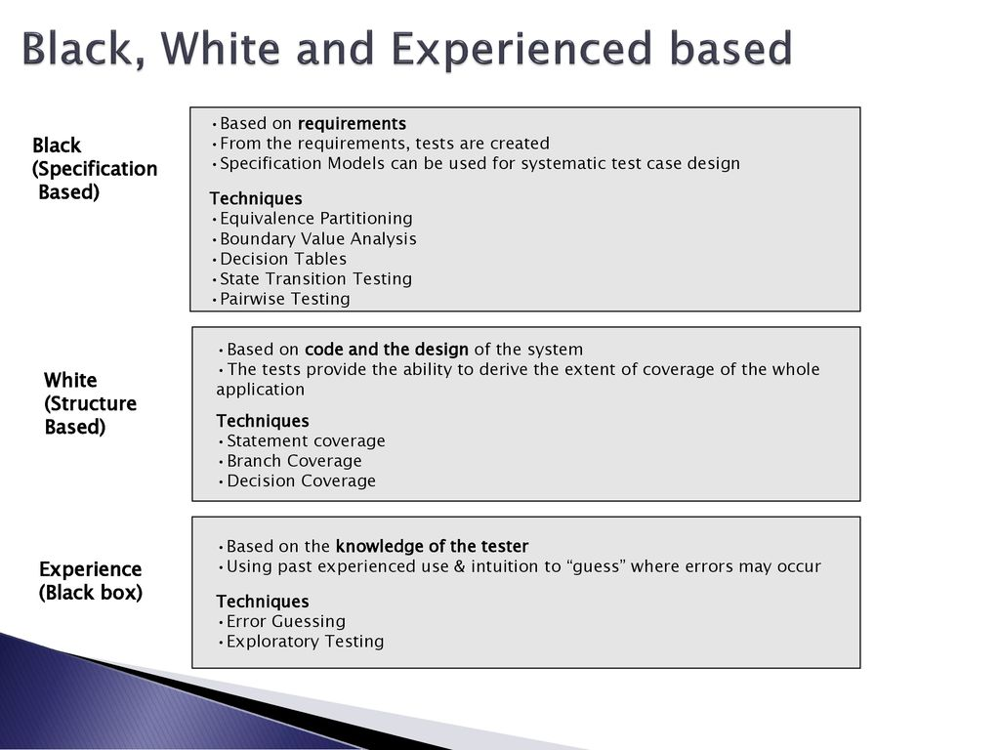 Black, White and Experienced based
Black
(Specification
Based)
•Based on requirements
•From the requirements, tests are created
•Specification Models can be used for systematic test case design
Techniques
•Equivalence Partitioning
•Boundary Value Analysis
•Decision Tables
•State Transition Testing
•Pairwise Testing
White
(Structure
Based)
•Based on code and the design of the system
•The tests provide the ability to derive the extent of coverage of the whole
application
Techniques
•Statement coverage
•Branch Coverage
•Decision Coverage
Experience
(Black box)
•Based on the knowledge of the tester
•Using past experienced use & intuition to “guess” where errors may occur
Techniques
•Error Guessing
•Exploratory Testing